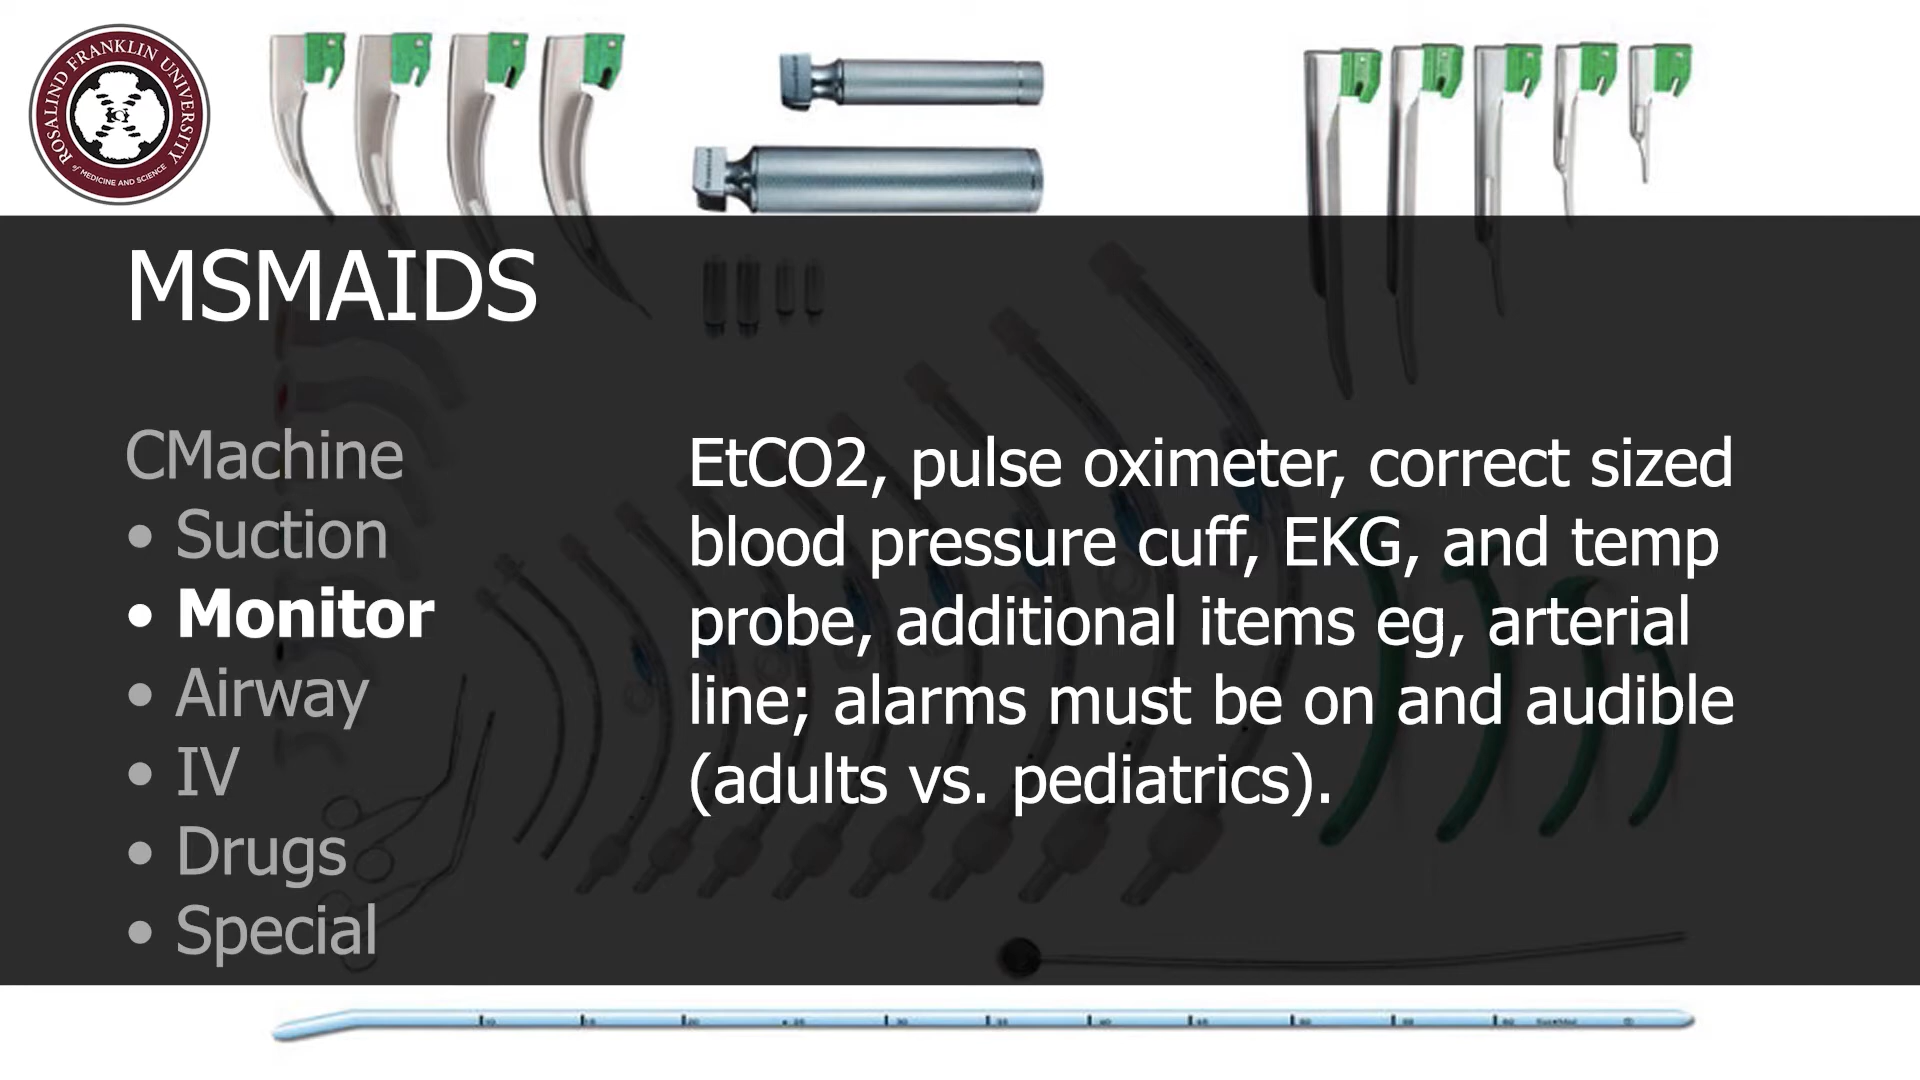 ROSALIND FRANKLIN UNIVERSITY
of MEDICINE AND SCIENCE
MSMAIDS
CMachine
• Suction
• Monitor
• Airway
• IV
• Drugs
• Special
EtCO2, pulse oximeter, correct sized
blood pressure cuff, EKG, and temp
probe, additional items eg, arterial
line; alarms must be on and audible
(adults vs. pediatrics).